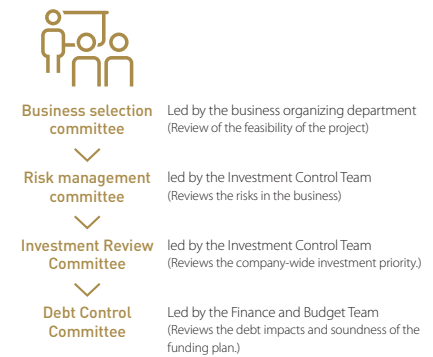 Business selection
committee
Led by the business organizing department
(Review of the feasibility of the project)
Risk management
committee
led by the Investment Control Team
(Reviews the risks in the business)
Investment Review
Committee
led by the Investment Control Team
(Reviews the company-wide investment priority.)
Debt Control
Committee
Led by the Finance and Budget Team
(Reviews the debt impacts and soundness of the
funding plan.)